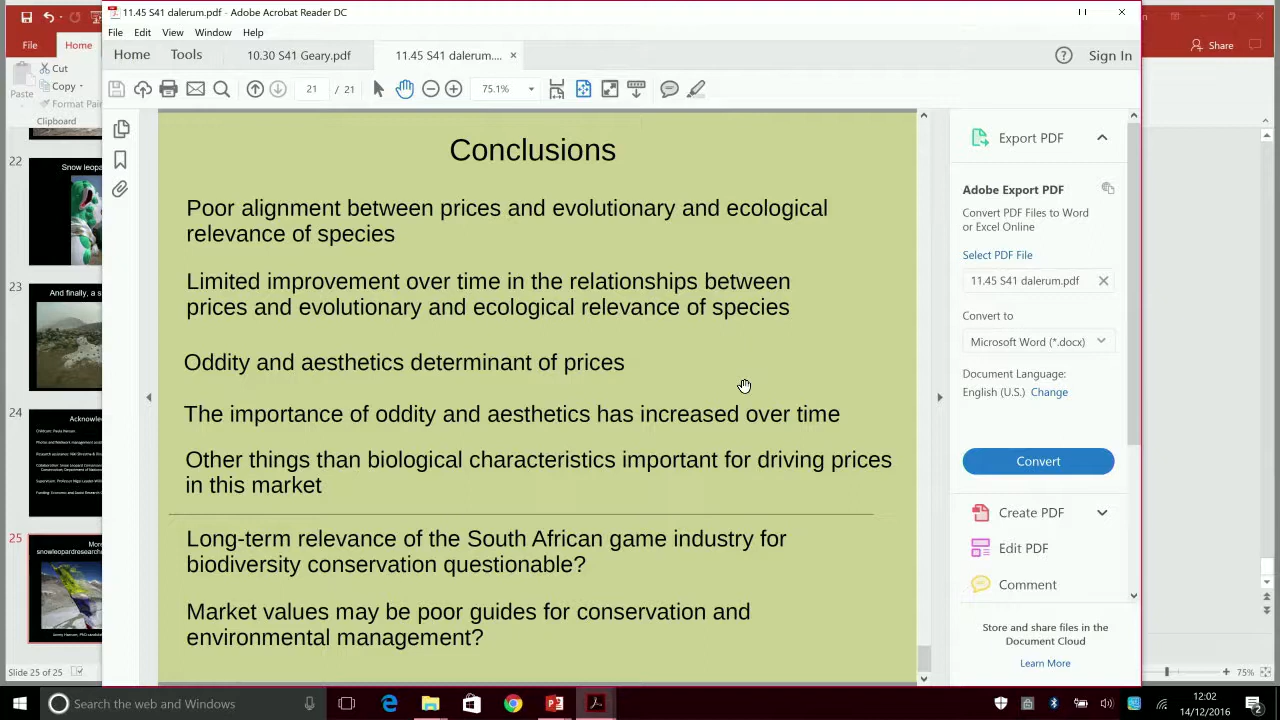 11.45 S41 dalerum.pdf - Adobe Acrobat Reader DC
File Edit View Window Help
Home Tools 10.30 S41 Geary.pdf 11.45 S41 dalerum.... × Sign In
21 / 21 75.1%
File Home Share
Cut
Paste Copy
Format Pain
Clipboard
22
Snow leopa
23
And finally, a s
24
Acknowle
25
Mor
snowleopardresearch
Slide 25 of 25
Conclusions
Poor alignment between prices and evolutionary and ecological
relevance of species
Limited improvement over time in the relationships between
prices and evolutionary and ecological relevance of species
Oddity and aesthetics determinant of prices
The importance of oddity and aesthetics has increased over time
Other things than biological characteristics important for driving prices
in this market
Long-term relevance of the South African game industry for
biodiversity conservation questionable?
Market values may be poor guides for conservation and
environmental management?
Export PDF
Adobe Export PDF
Convert PDF Files to Word
or Excel Online
Select PDF File
11.45 S41 dalerum.pdf
Convert to
Microsoft Word (*.docx)
Document Language:
English (U.S.) Change
Convert
Create PDF
Edit PDF
Comment
Store and share files in the
Document Cloud
Learn More
75%
Search the web and Windows
12:02
14/12/2016
2